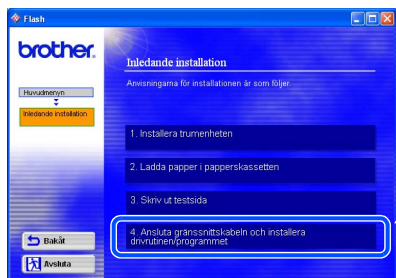 Flash
brother.
Huvudmenyn
Inledande installation
Inledande installation
Anvisningarna för installationen är som följer.
1. Installera trumenheten
2. Ladda papper i papperskassetten
3. Skriv ut testsida
4. Ansluta gränssnittskabeln och installera
drivrutinen/programmet
Bakåt
Avsluta